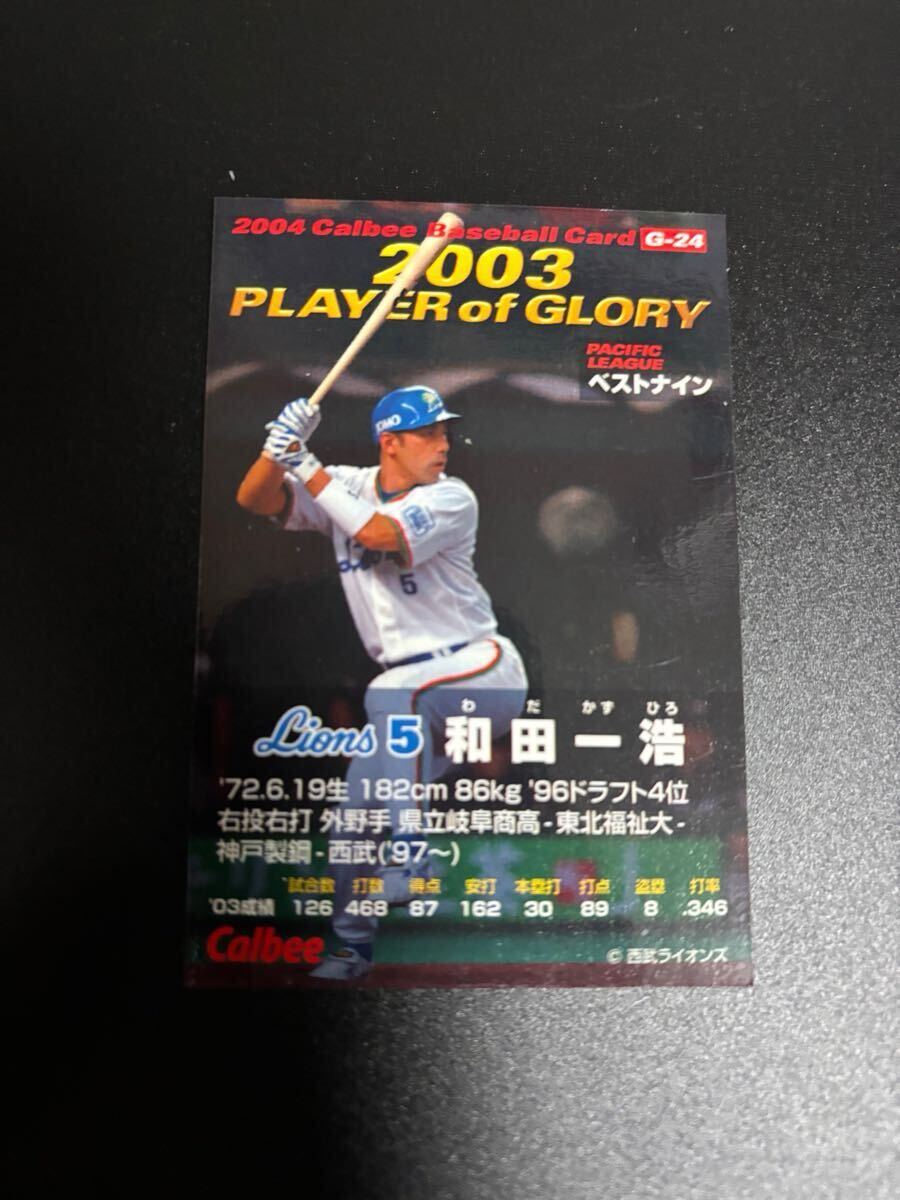 2004 Calbee Baseball Card G-24
2003
PLAYER of GLORY
PACIFIC
LEAGUE
ベストナイン
5
わ だ かず ひろ
Lions 5 和田一浩
'72.6.19生 182cm 86kg '96ドラフト4位
右投右打 外野手 県立岐阜商高-東北福祉大-
神戸製鋼-西武('97〜)
試合数 打数 得点 安打 本塁打 打点 盗塁 打率
'03成績 126 468 87 162 30 89 8 .346
Calbee
© 西武ライオンズ